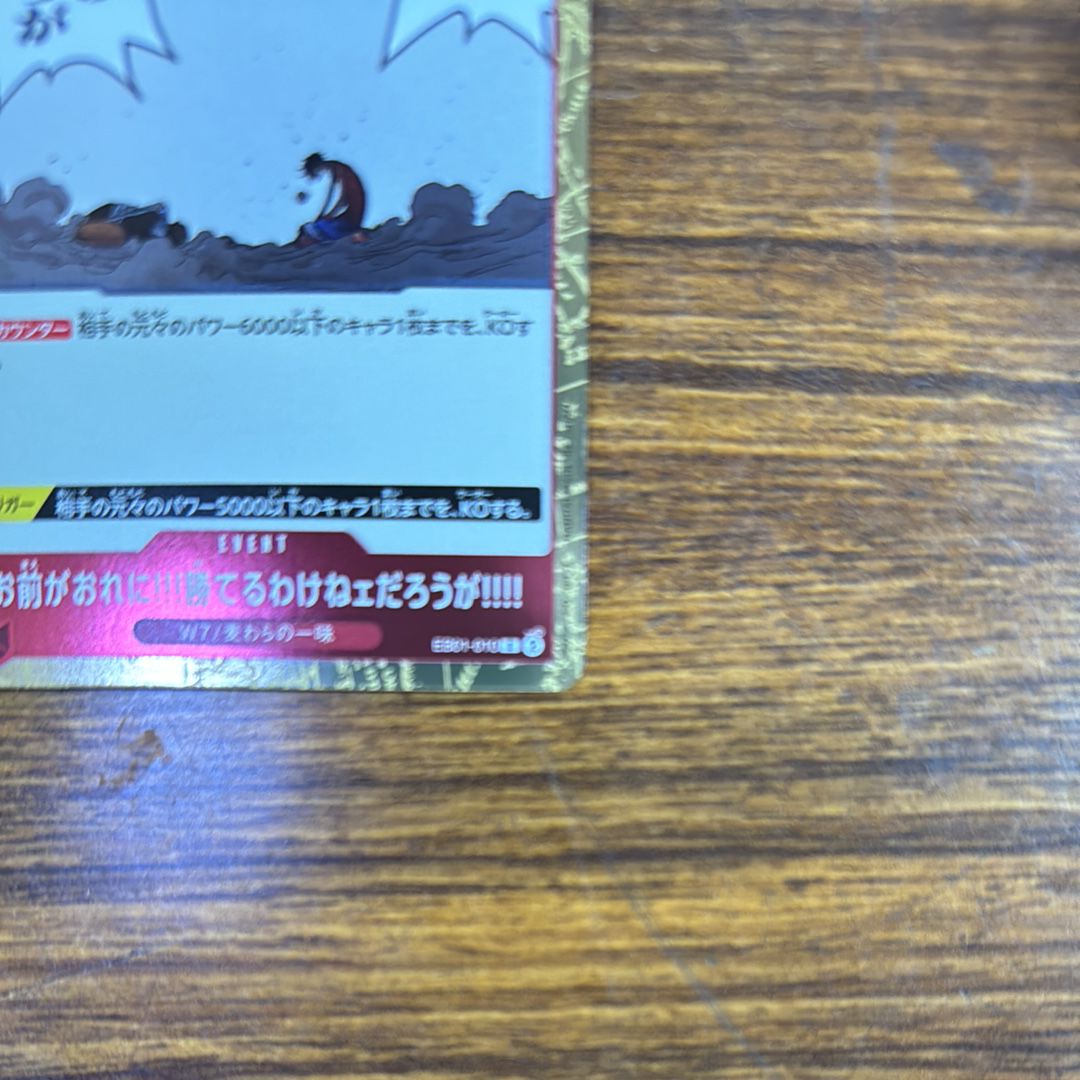 が
カウンター 相手の元々のパワー6000以下のキャラ1枚までを、KOす
リガー 相手の元々のパワー5000以下のキャラ1枚までを、KOする。
EVENT
お前がおれに!!!勝てるわけねェだろうが!!!!
W7/麦わらの一味
EB01-010